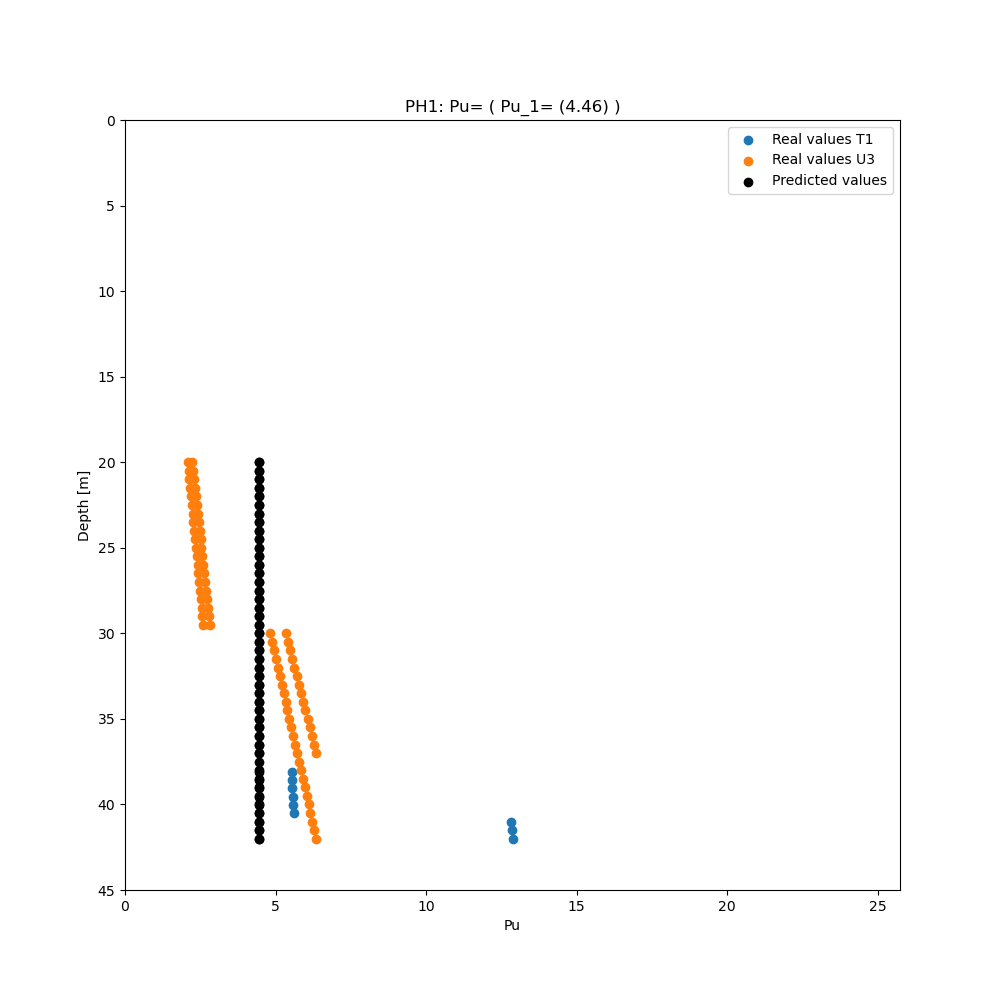 PH1: Pu= ( Pu_1= (4.46) )
Real values T1
Real values U3
Predicted values
0
5
10
15
20
25
30
35
40
45
Depth [m]
0
5
10
15
20
25
Pu